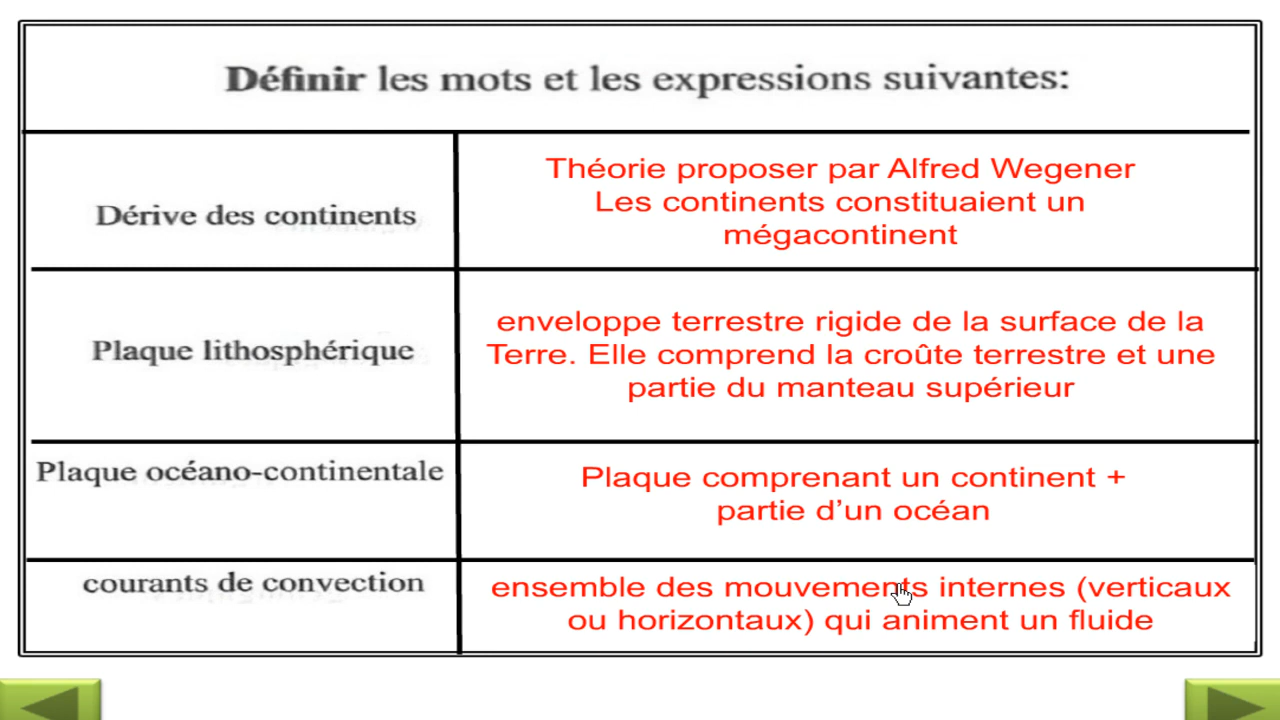 Définir les mots et les expressions suivantes:
Dérive des continents
Théorie proposer par Alfred Wegener
Les continents constituaient un
mégacontinent
Plaque lithosphérique
enveloppe terrestre rigide de la surface de la
Terre. Elle comprend la croûte terrestre et une
partie du manteau supérieur
Plaque océano-continentale
Plaque comprenant un continent +
partie d’un océan
courants de convection
ensemble des mouvements internes (verticaux
ou horizontaux) qui animent un fluide